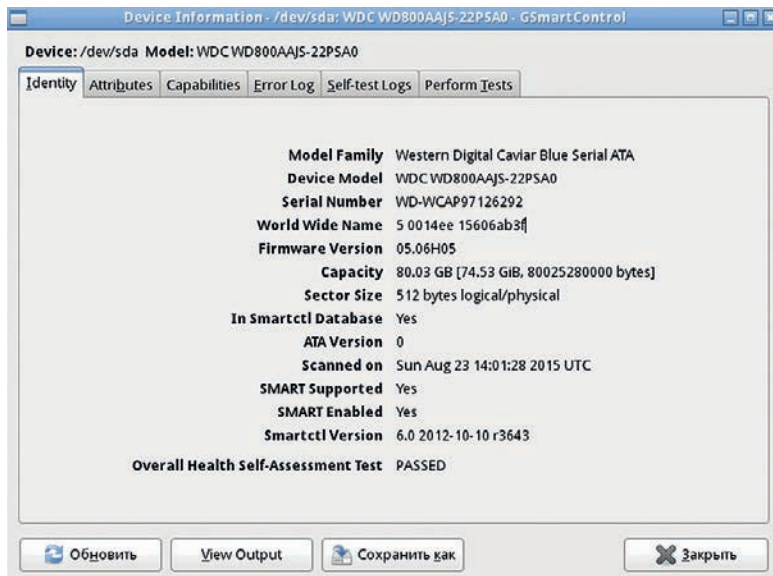 Device Information - /dev/sda: WDC WD800AAJS-22PSA0 - GSmartControl
Device: /dev/sda Model: WDC WD800AAJS-22PSA0
Identity Attributes Capabilities Error Log Self-test Logs Perform Tests
Model Family Western Digital Caviar Blue Serial ATA
Device Model WDC WD800AAJS-22PSA0
Serial Number WD-WCAP97126292
World Wide Name 5 0014ee 15606ab3f
Firmware Version 05.06H05
Capacity 80.03 GB [74.53 GiB, 80025280000 bytes]
Sector Size 512 bytes logical/physical
In Smartctl Database Yes
ATA Version 0
Scanned on Sun Aug 23 14:01:28 2015 UTC
SMART Supported Yes
SMART Enabled Yes
Smartctl Version 6.0 2012-10-10 r3643
Overall Health Self-Assessment Test PASSED
Обновить View Output Сохранить как Закрыть